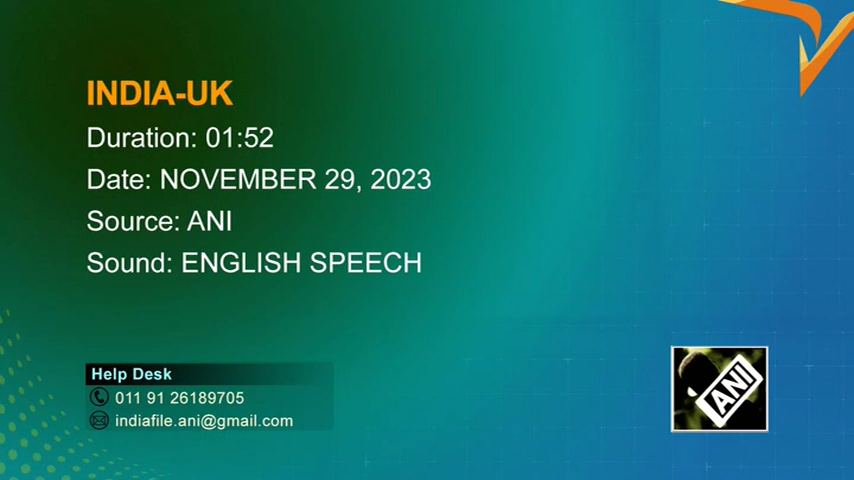 INDIA-UK
Duration: 01:52
Date: NOVEMBER 29, 2023
Source: ANI
Sound: ENGLISH SPEECH
Help Desk
011 91 26189705
indiafile.ani@gmail.com
ANI